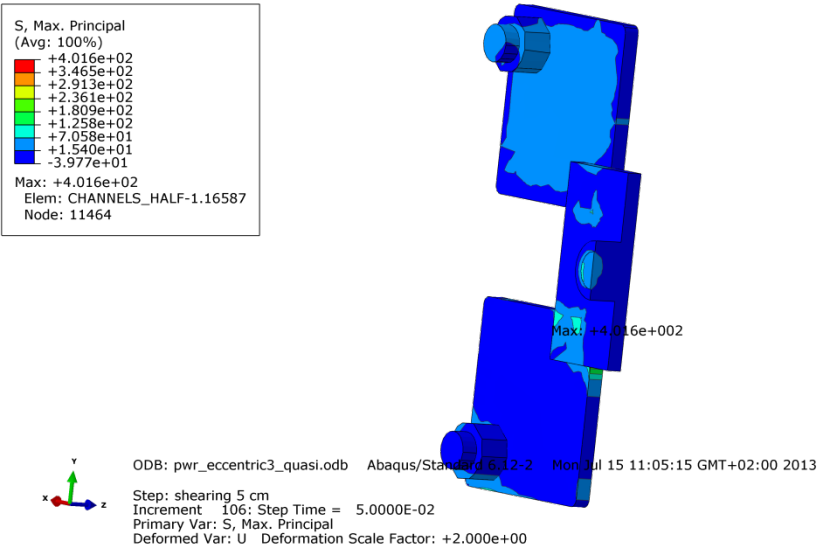 S, Max. Principal
(Avg: 100%)
+4.016e+02
+3.465e+02
+2.913e+02
+2.361e+02
+1.809e+02
+1.258e+02
+7.058e+01
+1.540e+01
-3.977e+01
Max: +4.016e+02
Elem: CHANNELS_HALF-1.16587
Node: 11464
Max: +4.016e+002
Y
X
Z
ODB: pwr_eccentric3_quasi.odb Abaqus/Standard 6.12-2 Mon Jul 15 11:05:15 GMT+02:00 2013
Step: shearing 5 cm
Increment 106: Step Time = 5.0000E-02
Primary Var: S, Max. Principal
Deformed Var: U Deformation Scale Factor: +2.000e+00